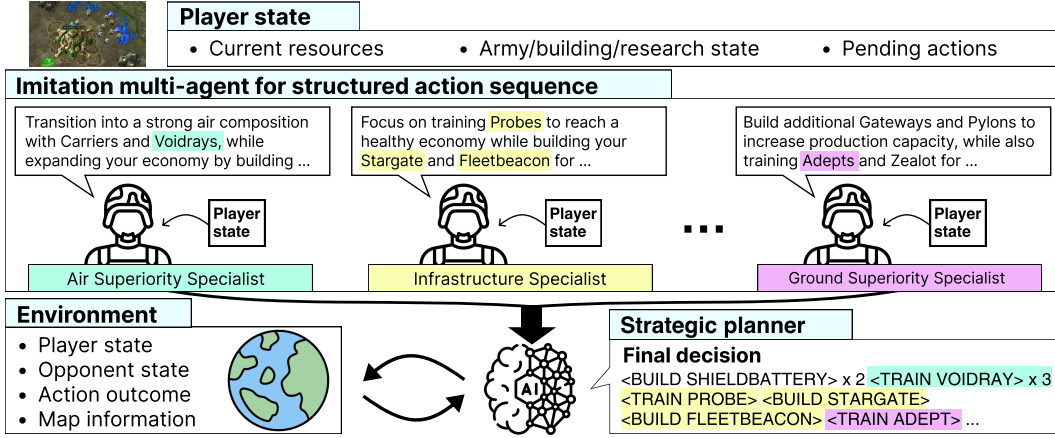 Player state
• Current resources
• Army/building/research state
• Pending actions
Imitation multi-agent for structured action sequence
Transition into a strong air composition
with Carriers and Voidrays, while
expanding your economy by building ...
Focus on training Probes to reach a
healthy economy while building your
Stargate and Fleetbeacon for ...
Build additional Gateways and Pylons to
increase production capacity, while also
training Adepts and Zealot for ...
Player
state
Player
state
...
Player
state
Air Superiority Specialist
Infrastructure Specialist
Ground Superiority Specialist
Environment
• Player state
• Opponent state
• Action outcome
• Map information
AI
Strategic planner
Final decision
<BUILD SHIELDBATTERY> x 2 <TRAIN VOIDRAY> x 3
<TRAIN PROBE> <BUILD STARGATE>
<BUILD FLEETBEACON> <TRAIN ADEPT> ...